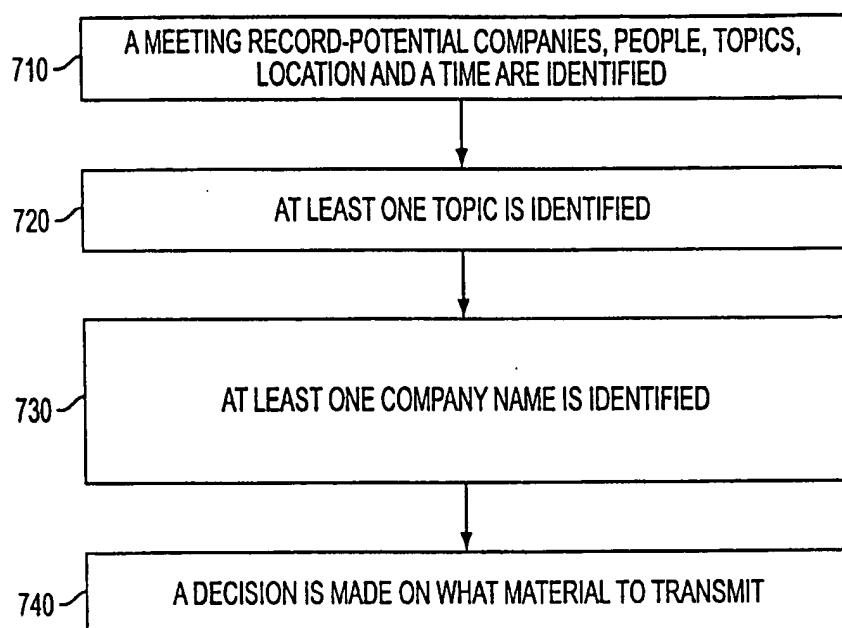 710
A MEETING RECORD-POTENTIAL COMPANIES, PEOPLE, TOPICS,
LOCATION AND A TIME ARE IDENTIFIED
720
AT LEAST ONE TOPIC IS IDENTIFIED
730
AT LEAST ONE COMPANY NAME IS IDENTIFIED
740
A DECISION IS MADE ON WHAT MATERIAL TO TRANSMIT